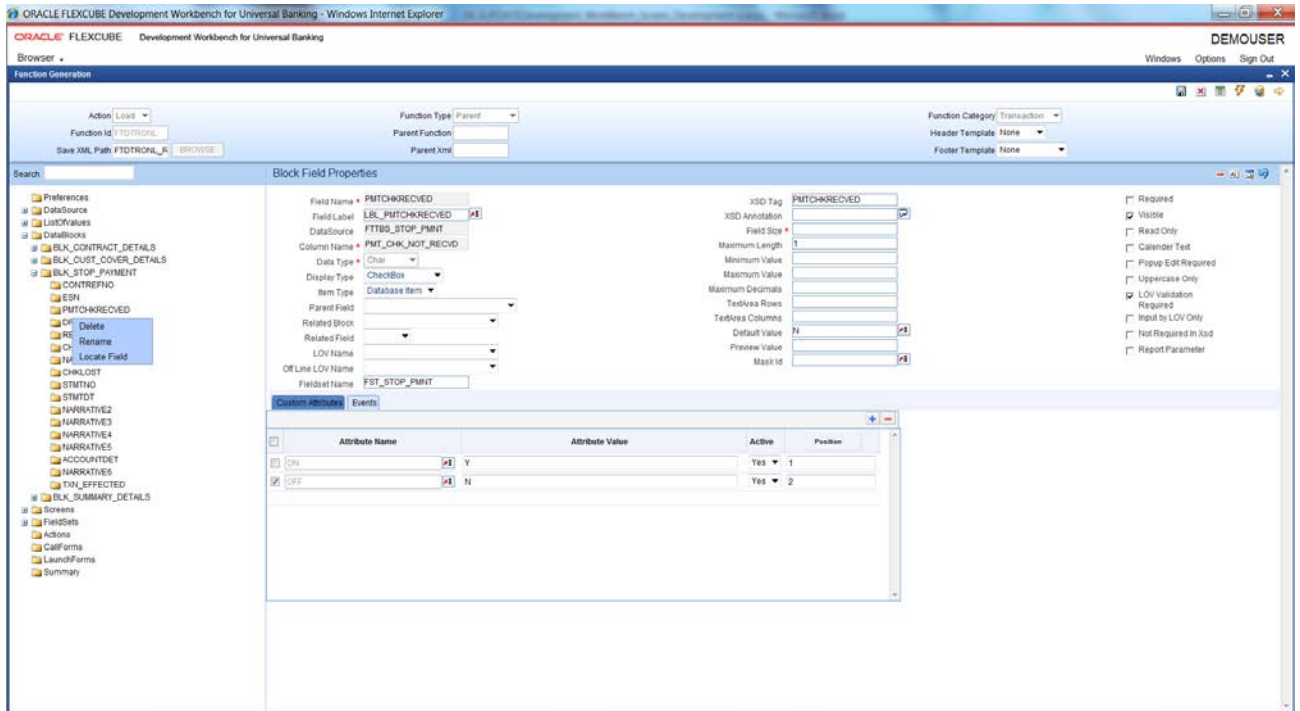 ORACLE FLEXCUBE Development Workbench for Universal Banking - Windows Internet Explorer
ORACLE FLEXCUBE Development Workbench for Universal Banking DEMOUSER
Browser Windows Options Sign Out
Function Generation
Action Load Function Type Parent Function Category Transaction
Function Id FTDTRONL Parent Function Header Template None
Save XML Path FTDTRONL_R BROWSE Parent Xml Footer Template None
Search Block Field Properties
Preferences
DataSource
ListOfValues
DataBlocks
BLK_CONTRACT_DETAILS
BLK_CUST_COVER_DETAILS
BLK_STOP_PAYMENT
CONTREFNO
ESN
PMTCHKRECVED
Delete
Rename
Locate Field
CHKLOST
STMTNO
STMTDT
NARRATIVE2
NARRATIVE3
NARRATIVE4
NARRATIVE5
ACCOUNTDET
NARRATIVE6
TXN_EFFECTED
BLK_SUMMARY_DETAILS
Screens
FieldSets
Actions
CallForms
LaunchForms
Summary
Field Name * PMTCHKRECVED
Field Label LBL_PMTCHKRECVED
DataSource FTTBS_STOP_PMNT
Column Name * PMT_CHK_NOT_RECVD
Data Type * Char
Display Type CheckBox
Item Type Database Item
Parent Field
Related Block
Related Field
LOV Name
Off Line LOV Name
Fieldset Name FST_STOP_PMNT
XSD Tag PMTCHKRECVED
XSD Annotation
Field Size *
Maximum Length 1
Minimum Value
Maximum Value
Maximum Decimals
TextArea Rows
TextArea Columns
Default Value N
Preview Value
Mask Id
Required
Visible
Read Only
Calender Text
Popup Edit Required
Uppercase Only
LOV Validation
Required
Input by LOV Only
Not Required In Xsd
Report Parameter
Custom Attributes Events
Attribute Name Attribute Value Active Position
ON Y Yes 1
OFF N Yes 2